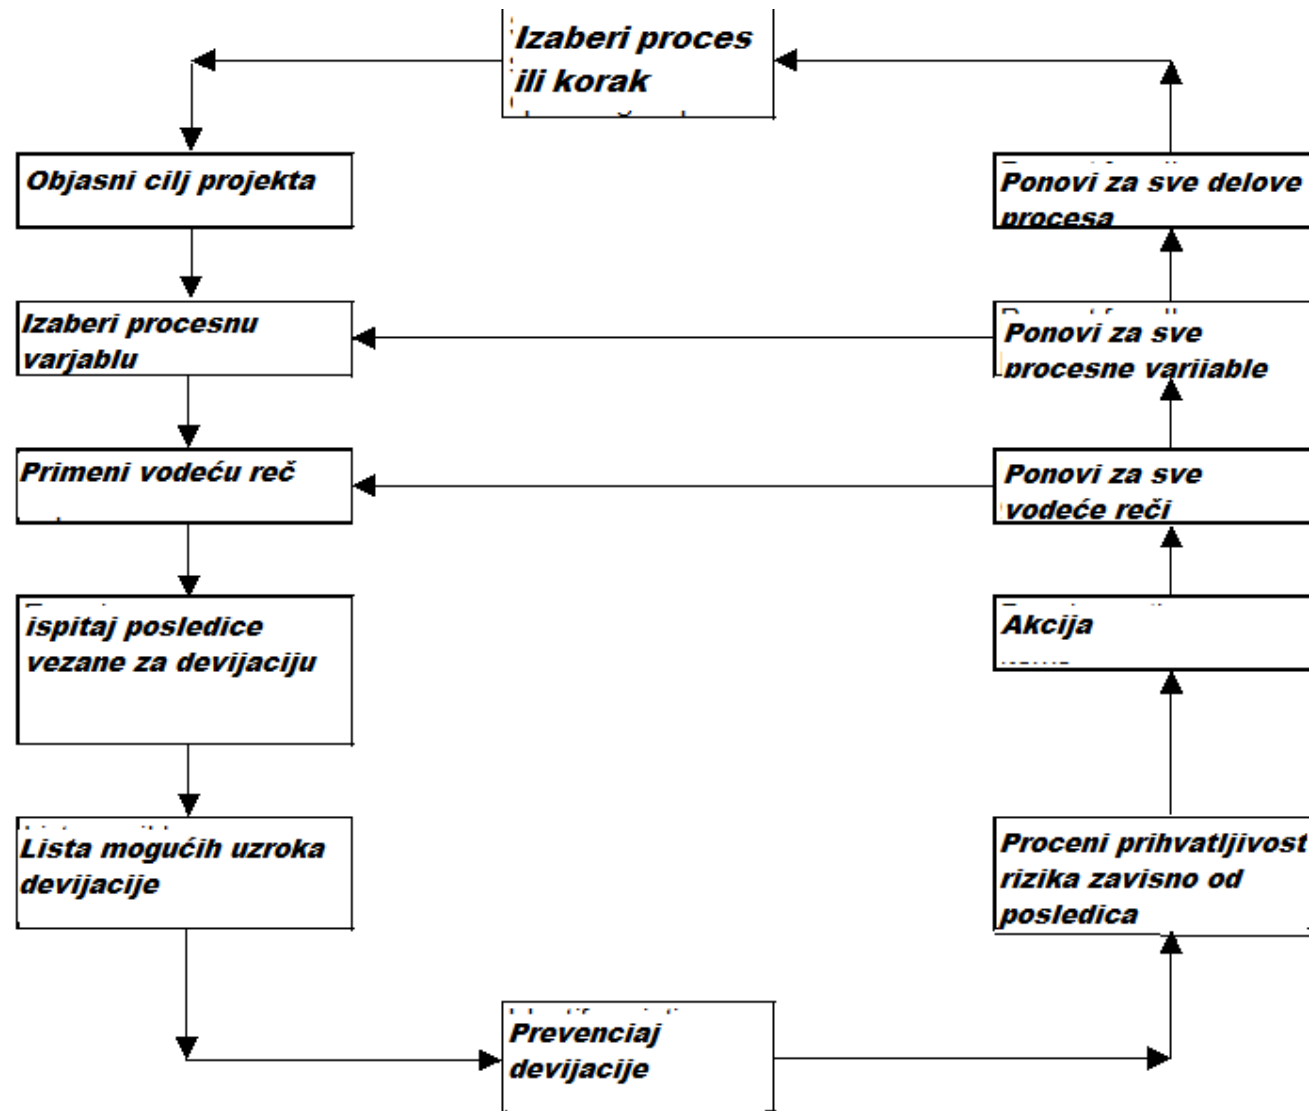 Izaberi proces
ili korak
Objasni cilj projekta
Ponovi za sve delove
procesa
Izaberi procesnu
varjablu
Ponovi za sve
procesne varijable
Primeni vodeću reč
Ponovi za sve
vodeće reči
ispitaj posledice
vezane za devijaciju
Akcija
Lista mogućih uzroka
devijacije
Proceni prihvatljivost
rizika zavisno od
posledica
Prevenciaj
devijacije